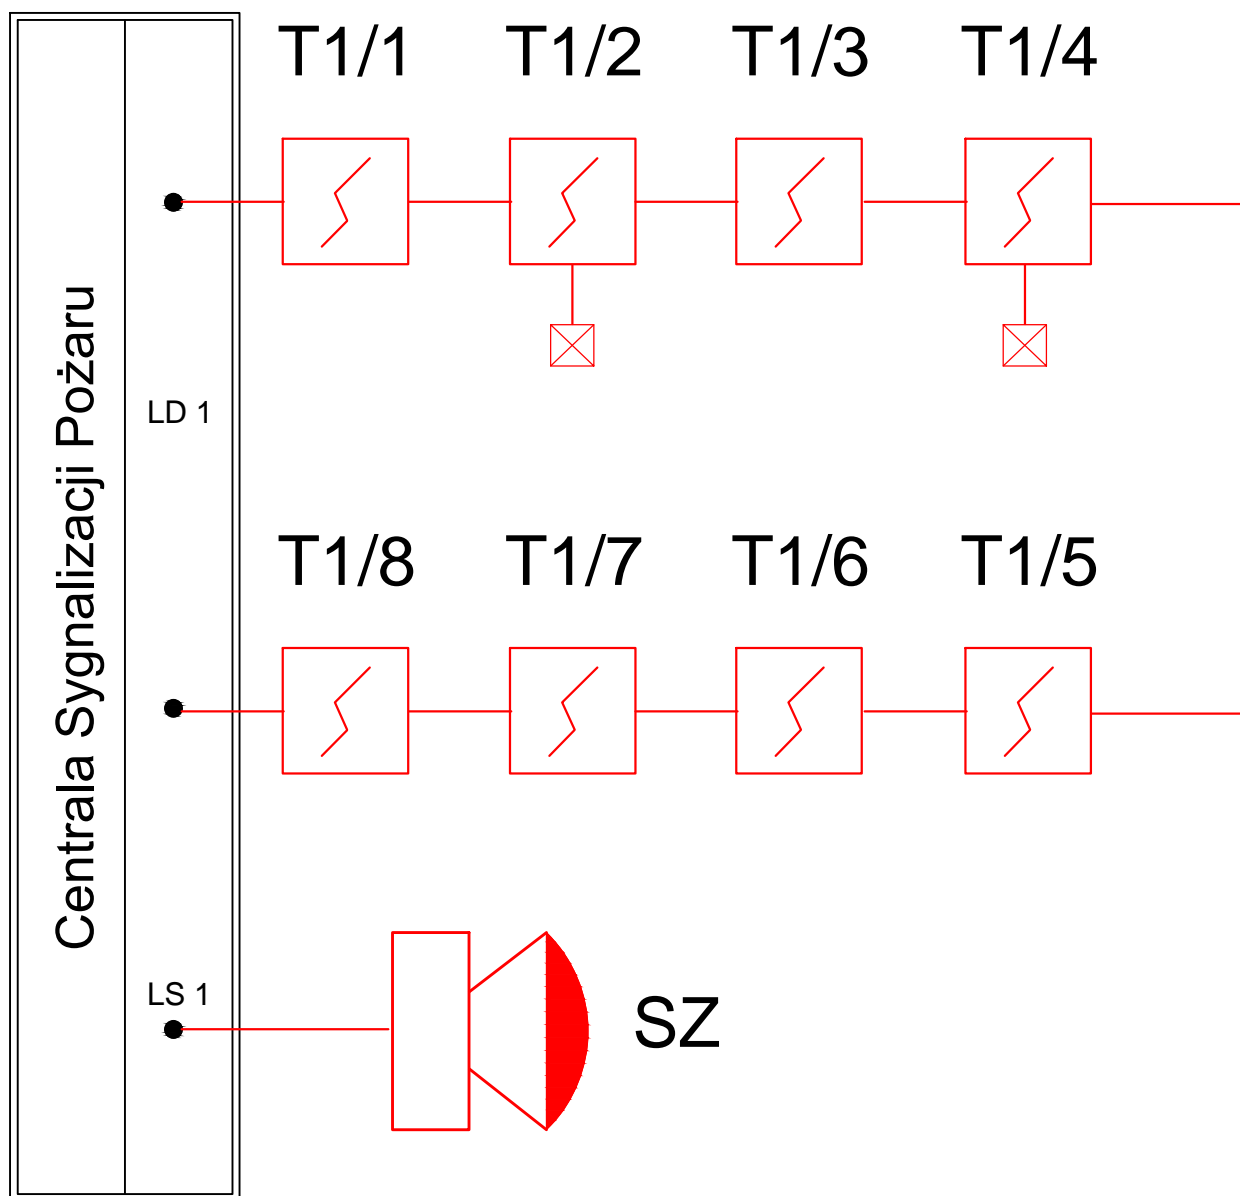 T1/1 T1/2 T1/3 T1/4
Centrala Sygnalizacji Pożaru
LD 1
T1/8 T1/7 T1/6 T1/5
LS 1
SZ